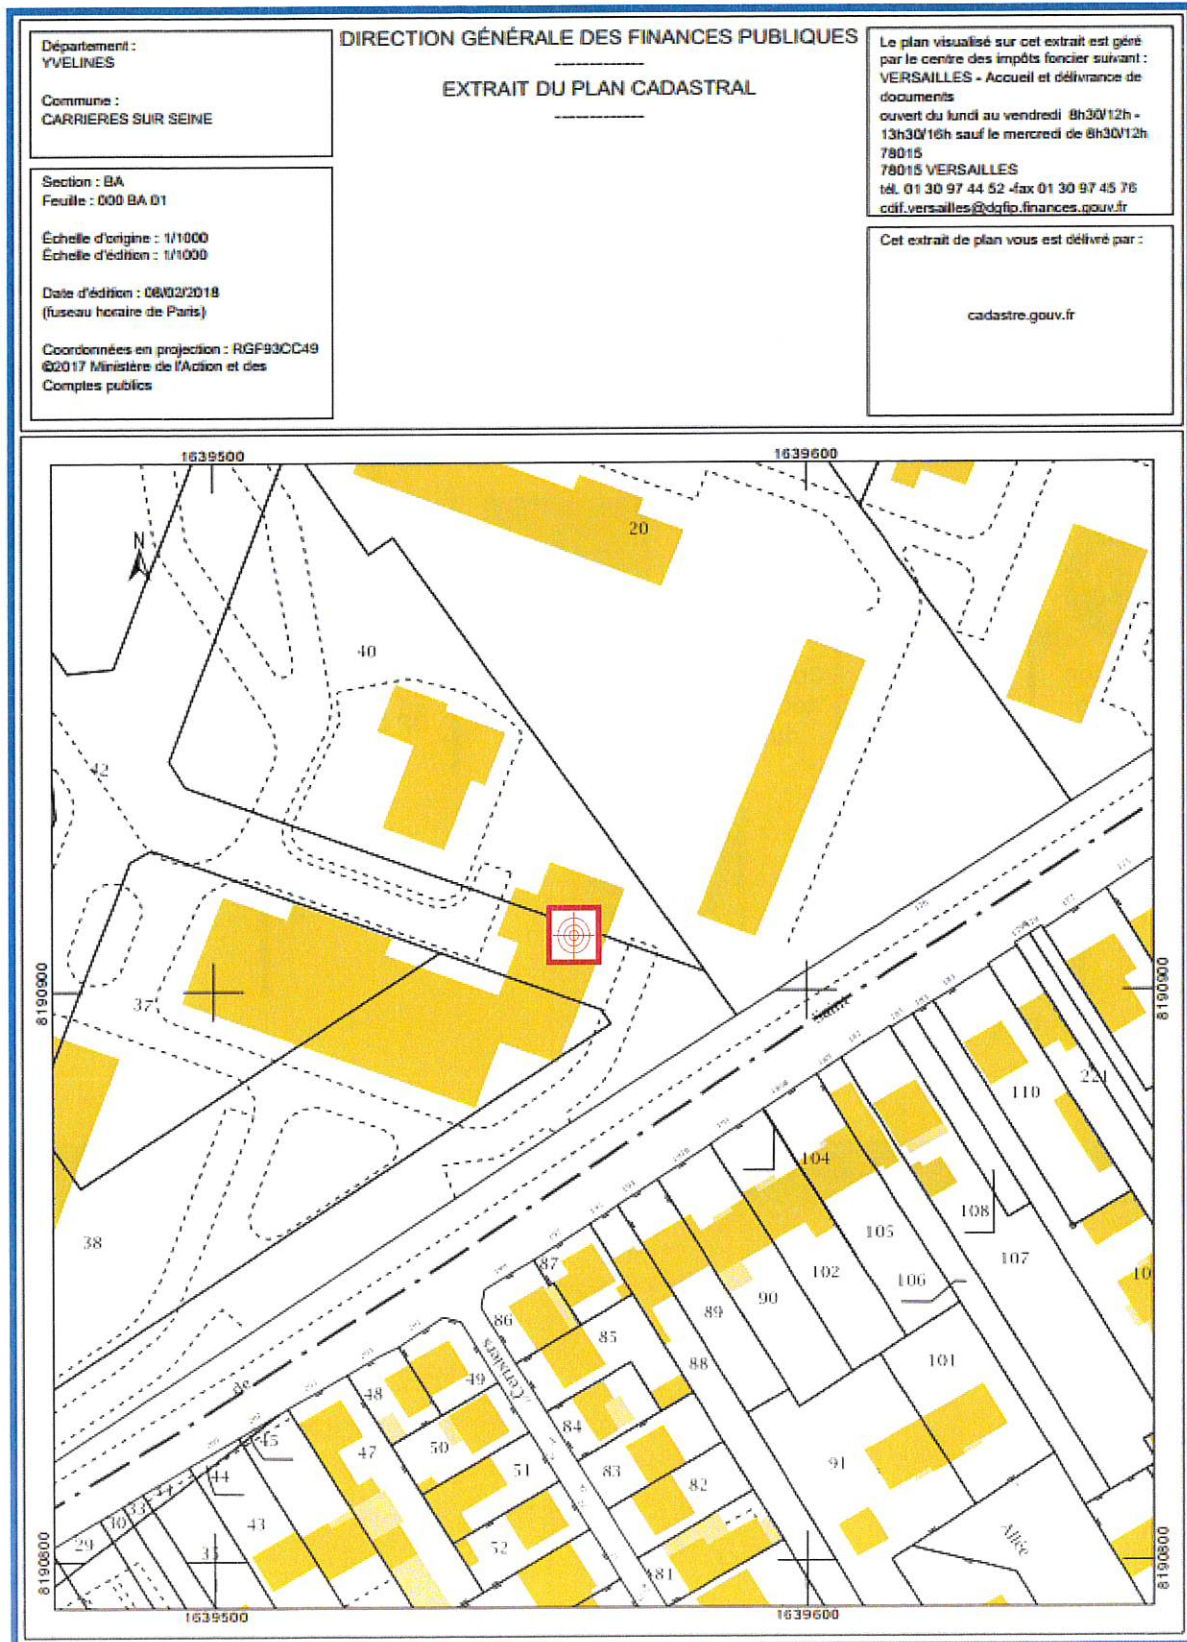 Département :
YVELINES
Commune :
CARRIERES SUR SEINE
Section : BA
Feuille : 000 BA 01
Échelle d'origine : 1/1000
Échelle d'édition : 1/1000
Date d'édition : 06/02/2018
(fuseau horaire de Paris)
Coordonnées en projection : RGF93CC49
©2017 Ministère de l'Action et des
Comptes publics
DIRECTION GÉNÉRALE DES FINANCES PUBLIQUES
EXTRAIT DU PLAN CADASTRAL
Le plan visualisé sur cet extrait est géré
par le centre des impôts foncier suivant :
VERSAILLES - Accueil et délivrance de
documents
ouvert du lundi au vendredi 8h30/12h -
13h30/16h sauf le mercredi de 8h30/12h
78015
78015 VERSAILLES
tél. 01 30 97 44 52 -fax 01 30 97 45 76
cdif.versailles@dgfip.finances.gouv.fr
Cet extrait de plan vous est délivré par :
cadastre.gouv.fr
1639500
1639600
20
N
40
42
8190900
8190900
37
Saint
110
221
38
104
108
105
107
87
102
106
90
86
89
85
88
101
de
Cerisiers
49
48
84
45
47
50
91
51
83
44
82
33
30
43
Allée
29
35
52
81
8190800
8190800
1639500
1639600